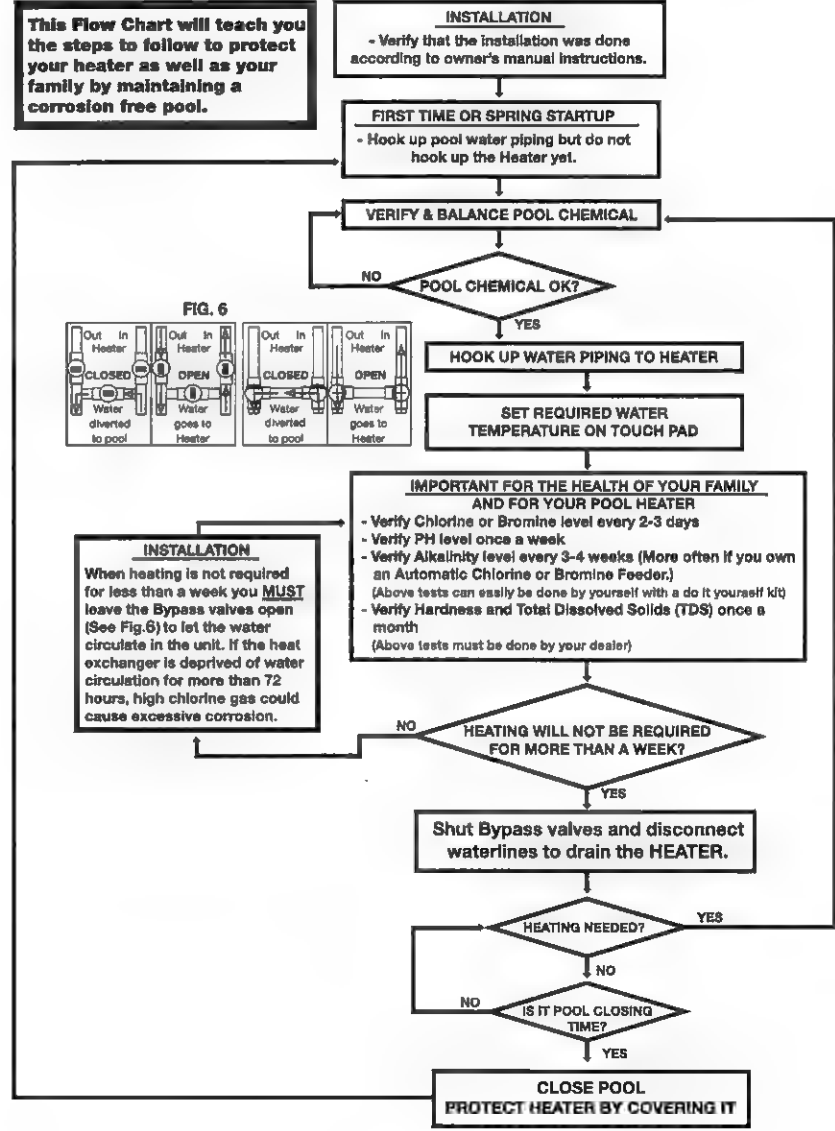 This Flow Chart will teach you
the steps to follow to protect
your heater as well as your
family by maintaining a
corrosion free pool.
INSTALLATION
- Verify that the installation was done
according to owner's manual instructions.
FIRST TIME OR SPRING STARTUP
- Hook up pool water piping but do not
hook up the Heater yet.
VERIFY & BALANCE POOL CHEMICAL
NO
POOL CHEMICAL OK?
YES
FIG. 6
Out In
Heater
CLOSED
Water
diverted
to pool
Out In
Heater
OPEN
Water
goes to
Heater
Out In
Heater
CLOSED
Water
diverted
to pool
Out In
Heater
OPEN
Water
goes to
Heater
HOOK UP WATER PIPING TO HEATER
SET REQUIRED WATER
TEMPERATURE ON TOUCH PAD
IMPORTANT FOR THE HEALTH OF YOUR FAMILY
AND FOR YOUR POOL HEATER
- Verify Chlorine or Bromine level every 2-3 days
- Verify PH level once a week
- Verify Alkalinity level every 3-4 weeks (More often if you own
an Automatic Chlorine or Bromine Feeder.)
(Above tests can easily be done by yourself with a do it yourself kit)
- Verify Hardness and Total Dissolved Solids (TDS) once a
month
(Above tests must be done by your dealer)
INSTALLATION
When heating is not required
for less than a week you MUST
leave the Bypass valves open
(See Fig.6) to let the water
circulate in the unit. If the heat
exchanger is deprived of water
circulation for more than 72
hours, high chlorine gas could
cause excessive corrosion.
NO
HEATING WILL NOT BE REQUIRED
FOR MORE THAN A WEEK?
YES
Shut Bypass valves and disconnect
waterlines to drain the HEATER.
HEATING NEEDED?
YES
NO
NO
IS IT POOL CLOSING
TIME?
YES
CLOSE POOL
PROTECT HEATER BY COVERING IT